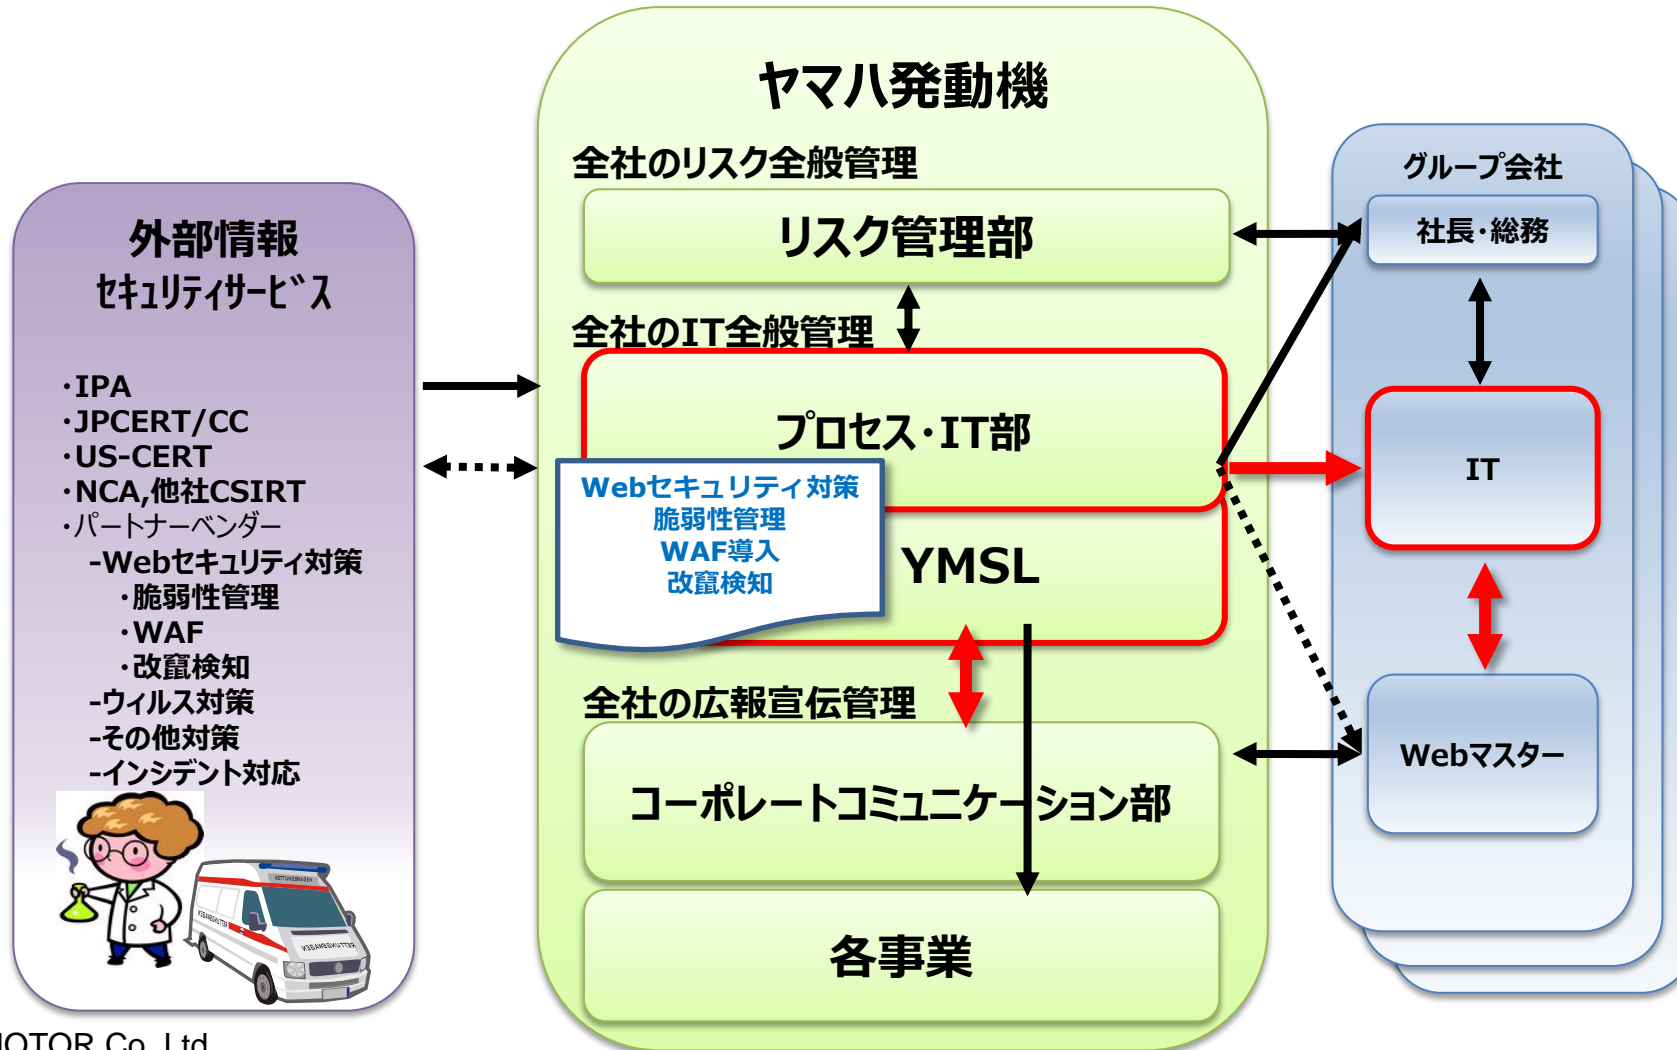 ヤマハ発動機
全社のリスク全般管理
リスク管理部
全社のIT全般管理
プロセス・IT部
Webセキュリティ対策
脆弱性管理
WAF導入
改竄検知
YMSL
全社の広報宣伝管理
コーポレートコミュニケーション部
各事業
外部情報
ｾｷｭﾘﾃｨｻｰﾋﾞｽ
・IPA
・JPCERT/CC
・US-CERT
・NCA,他社CSIRT
・パートナーベンダー
-Webセキュリティ対策
・脆弱性管理
・WAF
・改竄検知
-ウィルス対策
-その他対策
-インシデント対応
RETTUNGSWAGEN
グループ会社
社長・総務
IT
Webマスター
MOTOR Co., Ltd